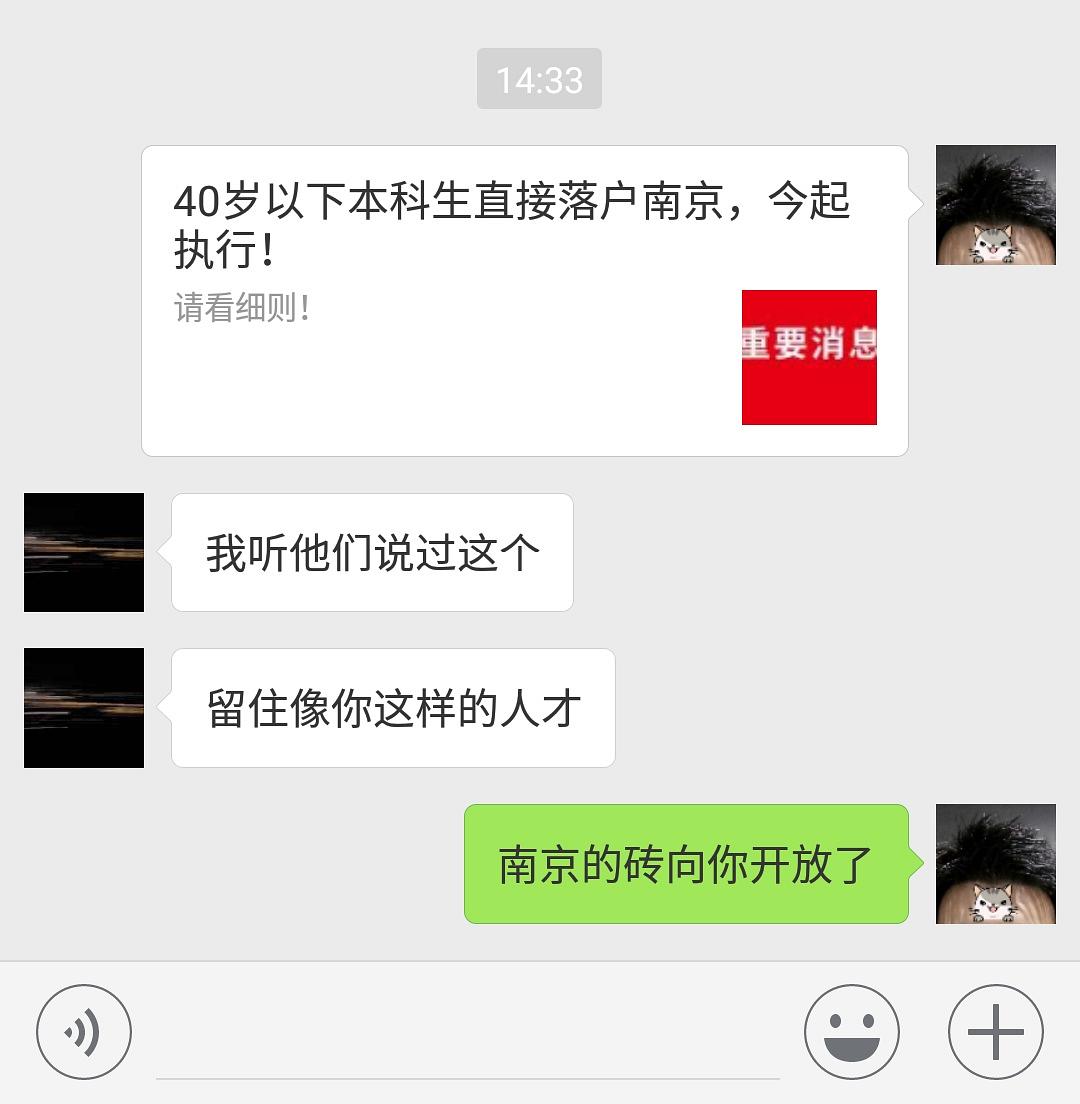 14:33
40岁以下本科生直接落户南京，今起
执行！
请看细则！
重要消息
我听他们说过这个
留住像你这样的人才
南京的砖向你开放了